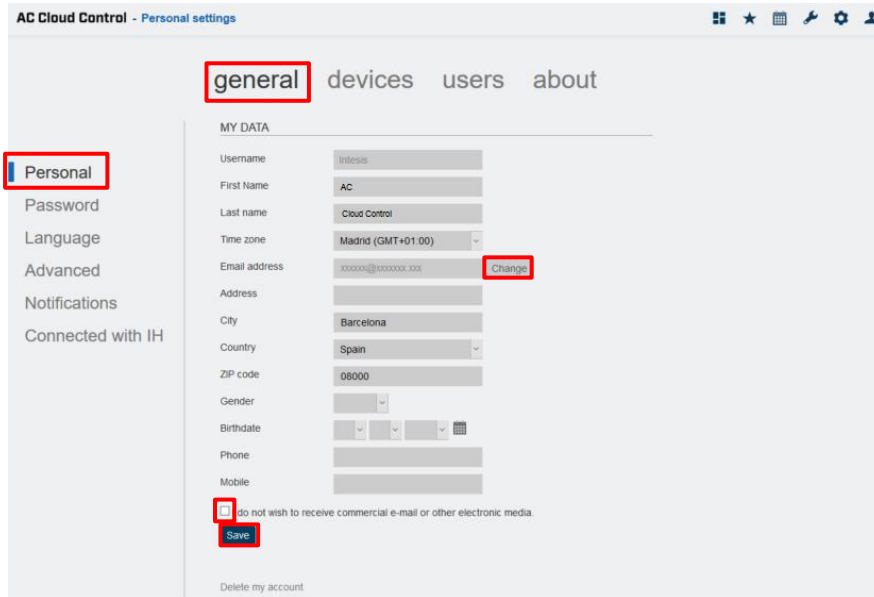 AC Cloud Control - Personal settings
general devices users about
MY DATA
Personal
Password
Language
Advanced
Notifications
Connected with IH
Username Intesis
First Name AC
Last name Cloud Control
Time zone Madrid (GMT+01:00)
Email address xxxxxx@xxxxxxx.xxx Change
Address
City Barcelona
Country Spain
ZIP code 08000
Gender
Birthdate
Phone
Mobile
do not wish to receive commercial e-mail or other electronic media.
Save
Delete my account